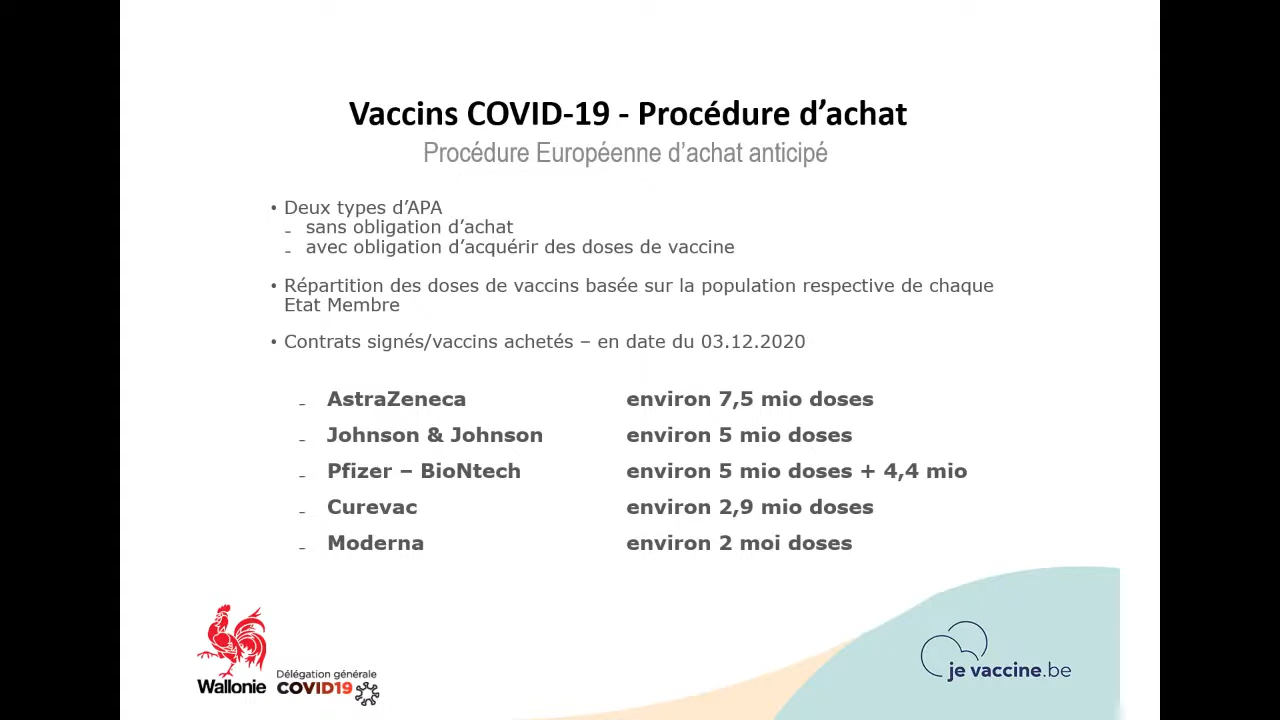 Vaccins COVID-19 - Procédure d’achat
Procédure Européenne d’achat anticipé
• Deux types d’APA
– sans obligation d’achat
– avec obligation d’acquérir des doses de vaccine
• Répartition des doses de vaccins basée sur la population respective de chaque
Etat Membre
• Contrats signés/vaccins achetés – en date du 03.12.2020
– AstraZeneca environ 7,5 mio doses
– Johnson & Johnson environ 5 mio doses
– Pfizer – BioNtech environ 5 mio doses + 4,4 mio
– Curevac environ 2,9 mio doses
– Moderna environ 2 moi doses
Wallonie
Délégation générale
COVID19
je vaccine.be